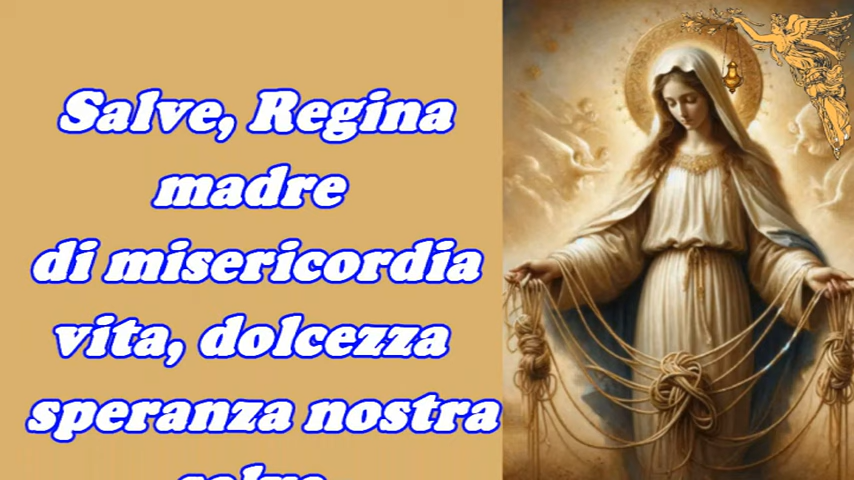 Salve, Regina
madre
di misericordia
vita, dolcezza
speranza nostra